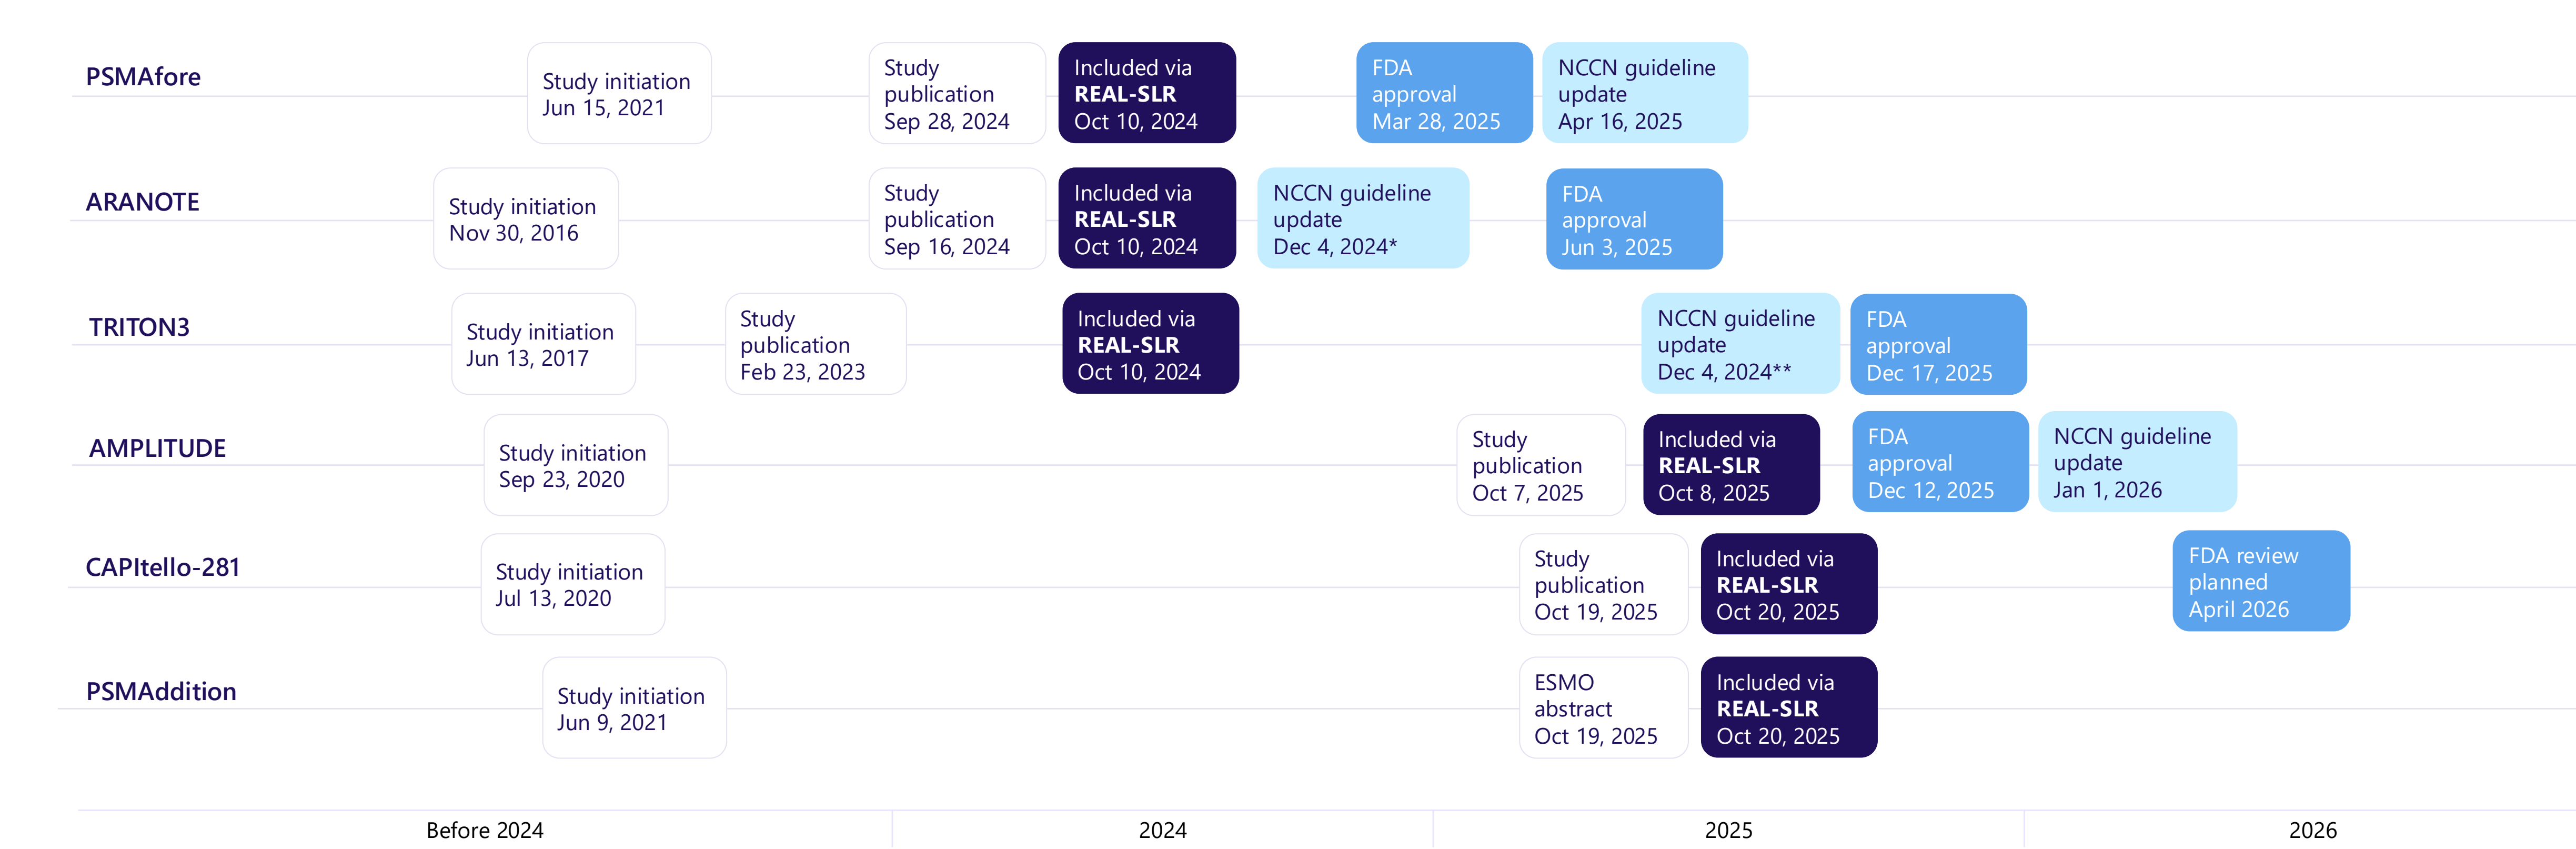 PSMAfore
Study initiation
Jun 15, 2021
Study
publication
Sep 28, 2024
Included via
REAL-SLR
Oct 10, 2024
FDA
approval
Mar 28, 2025
NCCN guideline
update
Apr 16, 2025
ARANOTE
Study initiation
Nov 30, 2016
Study
publication
Sep 16, 2024
Included via
REAL-SLR
Oct 10, 2024
NCCN guideline
update
Dec 4, 2024*
FDA
approval
Jun 3, 2025
TRITON3
Study initiation
Jun 13, 2017
Study
publication
Feb 23, 2023
Included via
REAL-SLR
Oct 10, 2024
NCCN guideline
update
Dec 4, 2024**
FDA
approval
Dec 17, 2025
AMPLITUDE
Study initiation
Sep 23, 2020
Study
publication
Oct 7, 2025
Included via
REAL-SLR
Oct 8, 2025
FDA
approval
Dec 12, 2025
NCCN guideline
update
Jan 1, 2026
CAPItello-281
Study initiation
Jul 13, 2020
Study
publication
Oct 19, 2025
Included via
REAL-SLR
Oct 20, 2025
FDA review
planned
April 2026
PSMAddition
Study initiation
Jun 9, 2021
ESMO
abstract
Oct 19, 2025
Included via
REAL-SLR
Oct 20, 2025
Before 2024
2024
2025
2026